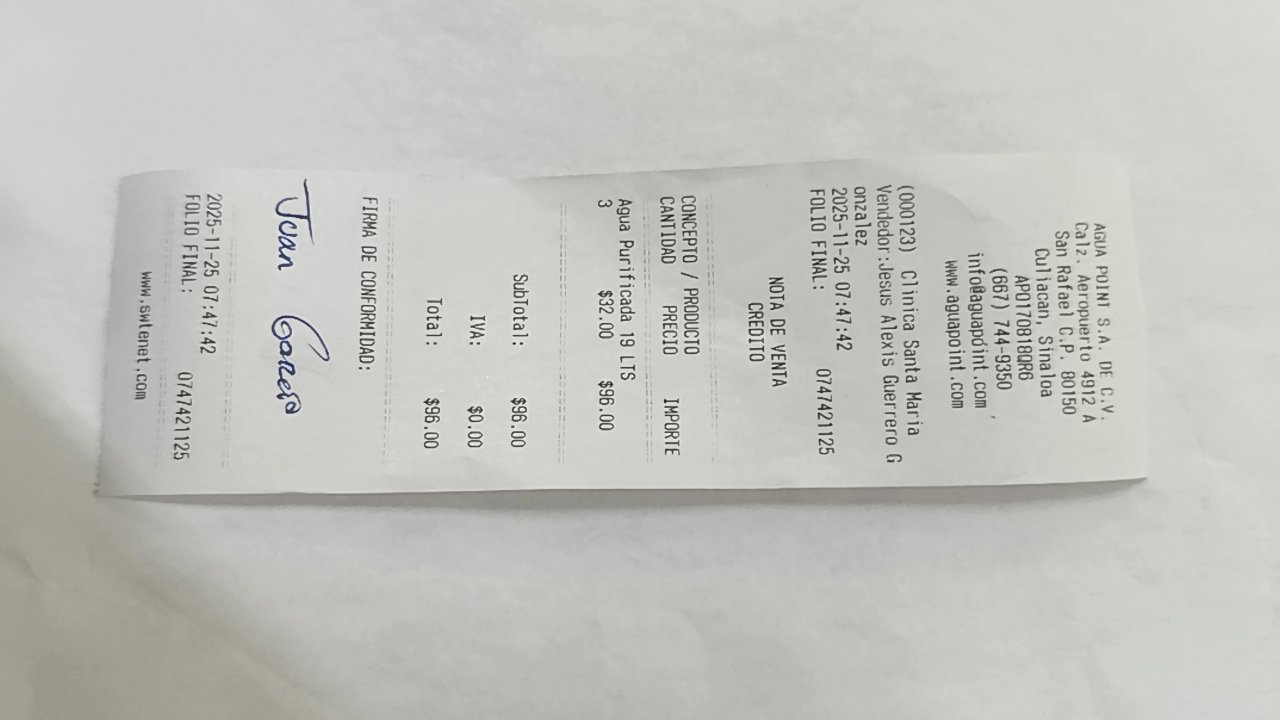 AGUA POINT S.A. DE C.V.
Calz. Aeropuerto 4912 A
San Rafael C.P. 80150
Culiacan, Sinaloa
APO170818QR6
(667) 744-9350
info@aguapoint.com
www.aguapoint.com
(000123) Clinica Santa Maria
Vendedor:Jesus Alexis Guerrero G
onzalez
2025-11-25 07:47:42
FOLIO FINAL: 0747421125
NOTA DE VENTA
CREDITO
CONCEPTO / PRODUCTO
CANTIDAD PRECIO IMPORTE
Agua Purificada 19 LTS
3 $32.00 $96.00
SubTotal: $96.00
IVA: $0.00
Total: $96.00
FIRMA DE CONFORMIDAD:
Juan Garcia
2025-11-25 07:47:42
FOLIO FINAL: 0747421125
www.swtenet.com